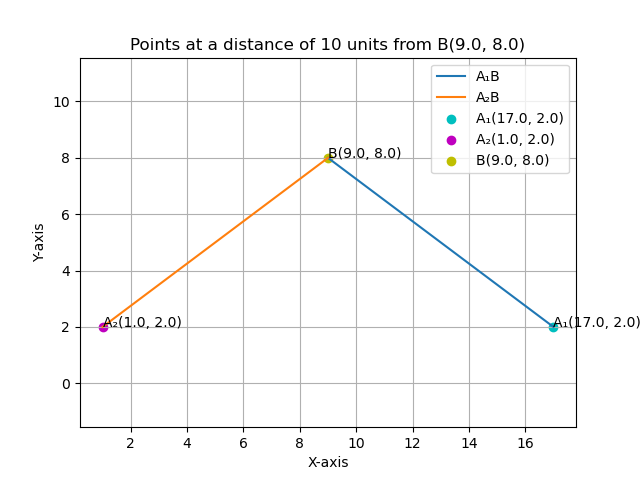 Points at a distance of 10 units from B(9.0, 8.0)
A₁B
A₂B
A₁(17.0, 2.0)
A₂(1.0, 2.0)
B(9.0, 8.0)
10
8
6
4
2
0
Y-axis
B(9.0, 8.0)
A₂(1.0, 2.0)
A₁(17.0, 2.0)
2 4 6 8 10 12 14 16
X-axis